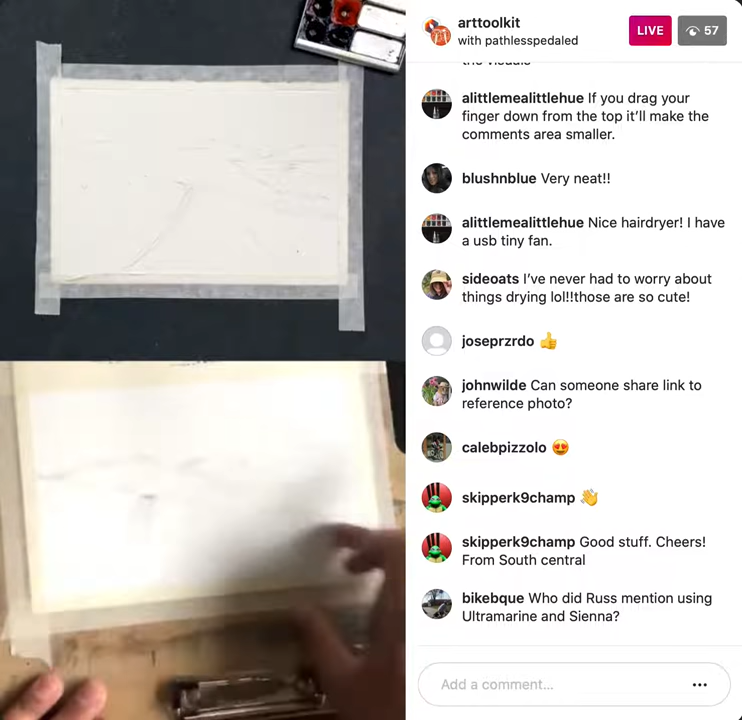 arttoolkit
with pathlesspedaled
LIVE
57
the visuals
alittlemealittlehue If you drag your
finger down from the top it’ll make the
comments area smaller.
blushnblue Very neat!!
alittlemealittlehue Nice hairdryer! I have
a usb tiny fan.
sideoats I’ve never had to worry about
things drying lol!!those are so cute!
joseprzrdo 👍
johnwilde Can someone share link to
reference photo?
calebpizzolo 😍
skipperk9champ 👋
skipperk9champ Good stuff. Cheers!
From South central
bikebque Who did Russ mention using
Ultramarine and Sienna?
Add a comment…